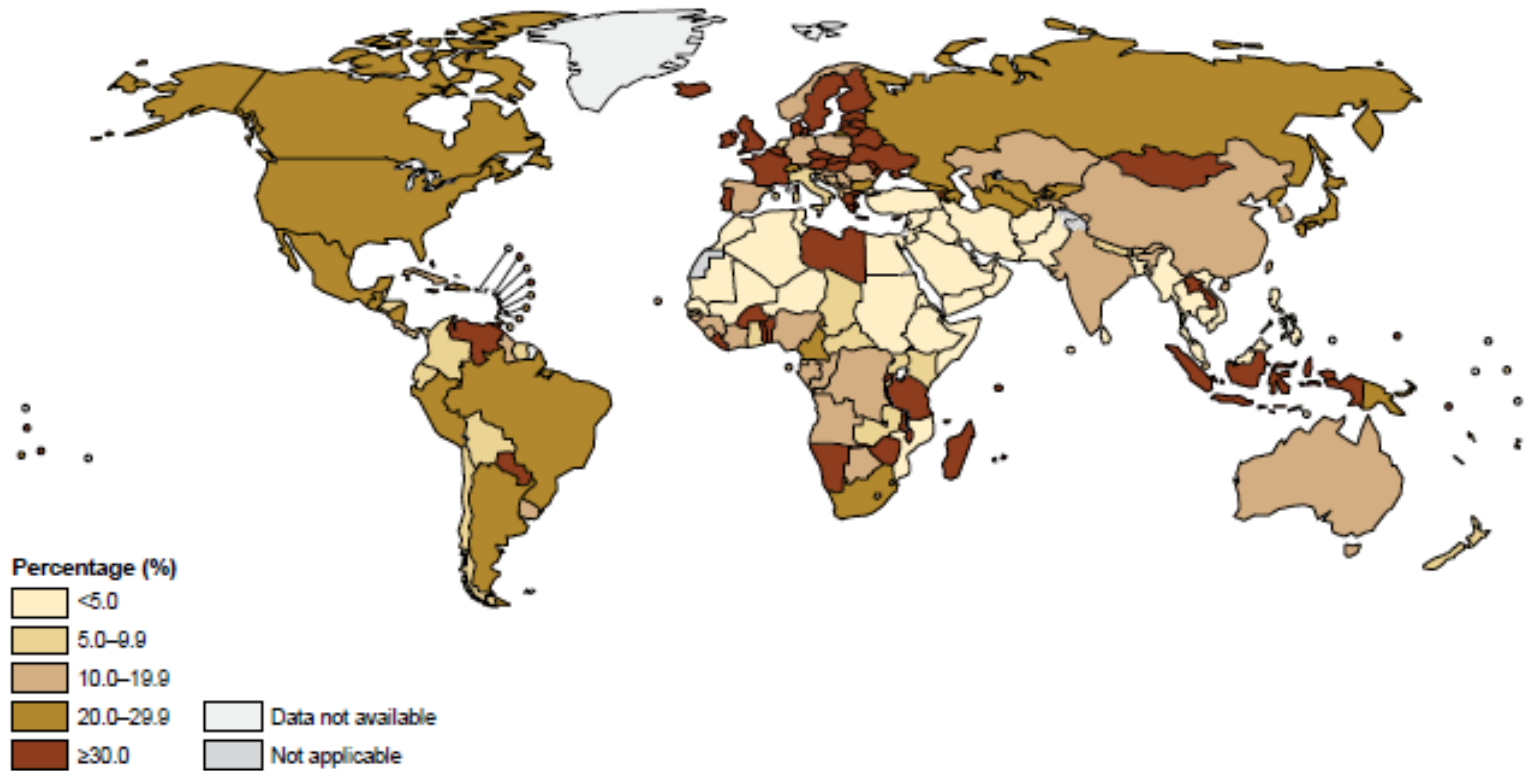 Percentage (%)
<5.0
5.0–9.9
10.0–19.9
20.0–29.9
≥30.0
Data not available
Not applicable